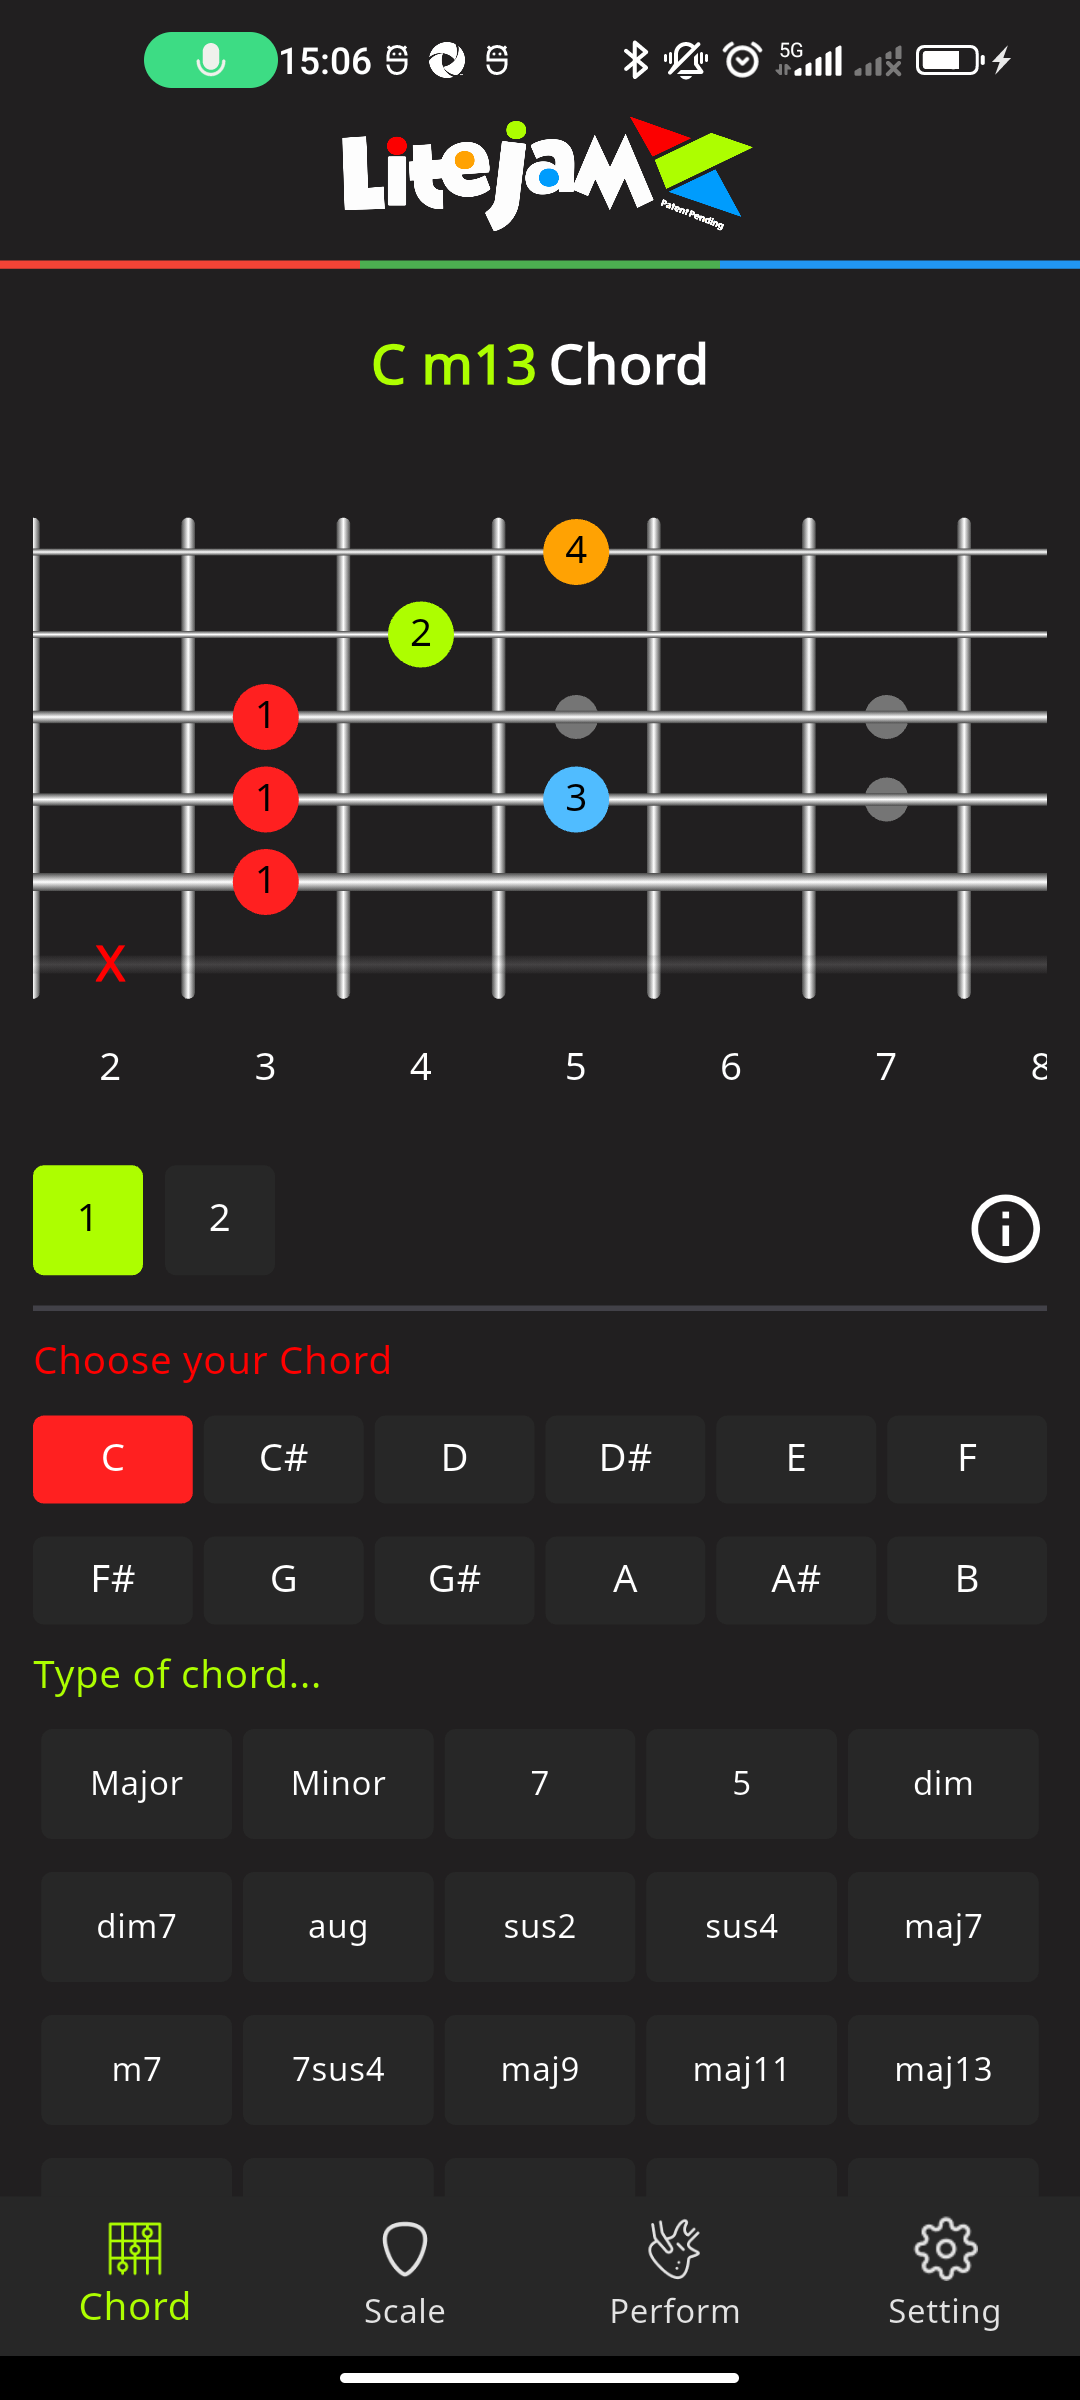 15:06 5G
LiteJam
Patent Pending
C m13 Chord
4
2
1
1 3
1
X
2 3 4 5 6 7 8
1 2
Choose your Chord
C C# D D# E F
F# G G# A A# B
Type of chord...
Major Minor 7 5 dim
dim7 aug sus2 sus4 maj7
m7 7sus4 maj9 maj11 maj13
Chord Scale Perform Setting